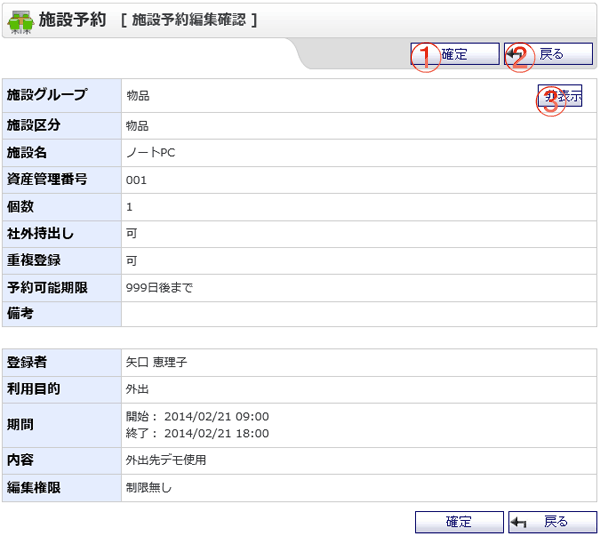 施設予約 [ 施設予約編集確認 ]
① 確定 ② 戻る
施設グループ 物品 ③ 表示
施設区分 物品
施設名 ノートPC
資産管理番号 001
個数 1
社外持出し 可
重複登録 可
予約可能期限 999日後まで
備考
登録者 矢口 恵理子
利用目的 外出
期間 開始： 2014/02/21 09:00
終了： 2014/02/21 18:00
内容 外出先デモ使用
編集権限 制限無し
確定 戻る